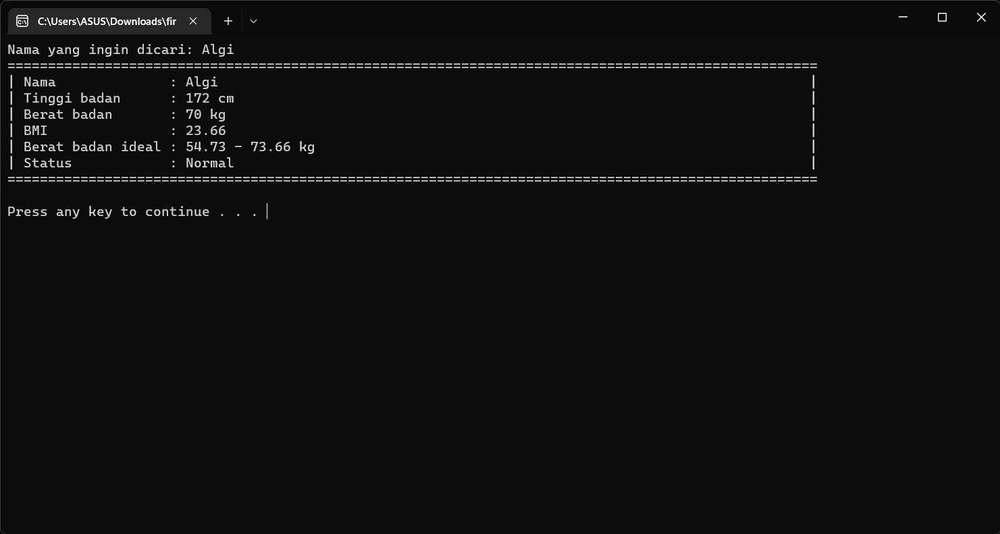 C:\Users\ASUS\Downloads\fir
Nama yang ingin dicari: Algi
====================================================================================================
| Nama              : Algi                                                                         |
| Tinggi badan      : 172 cm                                                                       |
| Berat badan       : 70 kg                                                                        |
| BMI               : 23.66                                                                        |
| Berat badan ideal : 54.73 - 73.66 kg                                                             |
| Status            : Normal                                                                       |
====================================================================================================
Press any key to continue . . .